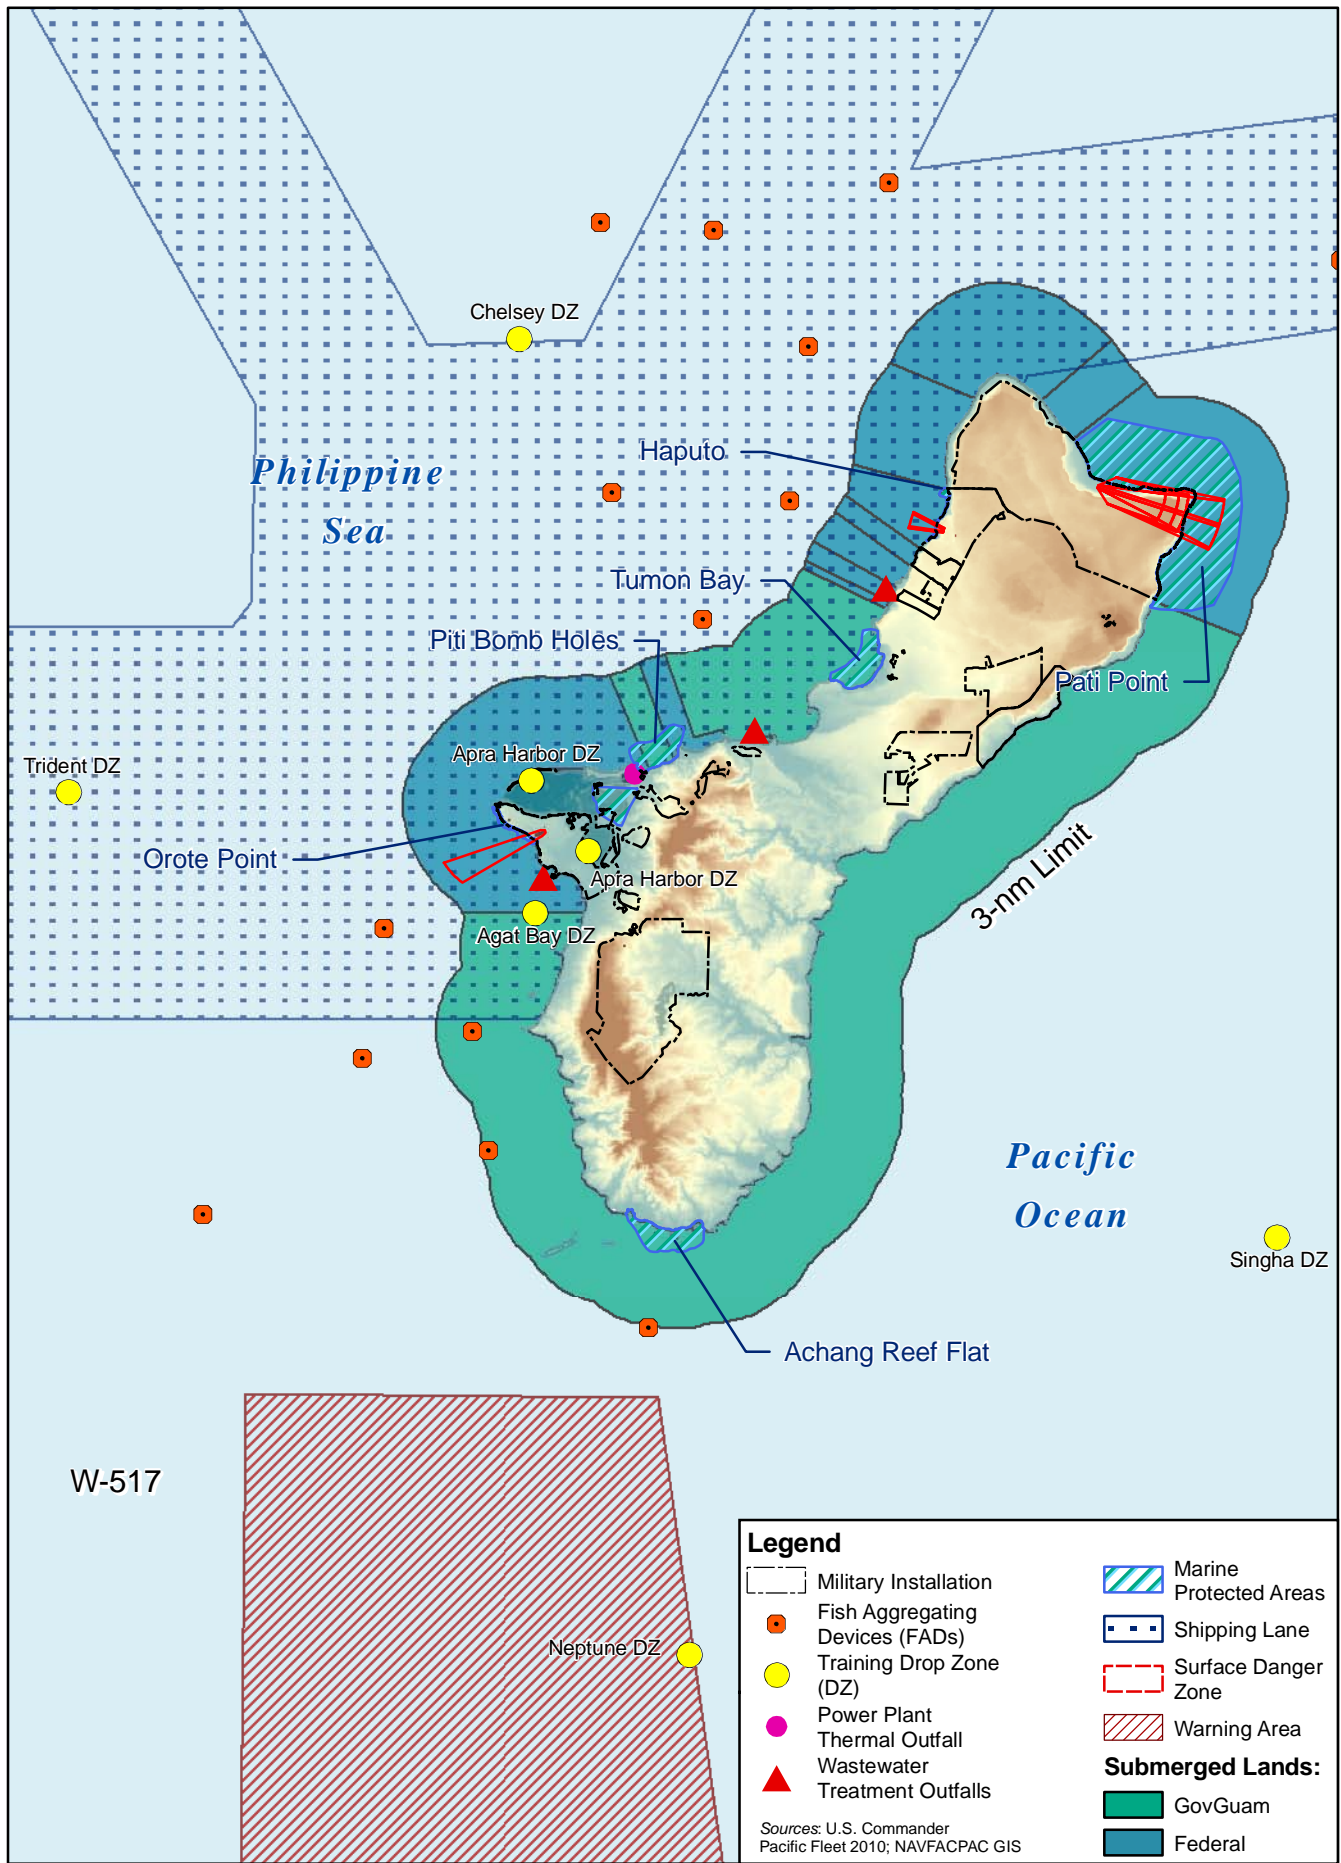 Chelsey DZ
Haputo
Philippine
Sea
Tumon Bay
Piti Bomb Holes
Pati Point
Apra Harbor DZ
Trident DZ
Orote Point
Apra Harbor DZ
3-nm Limit
Agat Bay DZ
Pacific
Ocean
Singha DZ
Achang Reef Flat
W-517
Neptune DZ
Legend
Military Installation
Fish Aggregating
Devices (FADs)
Training Drop Zone
(DZ)
Power Plant
Thermal Outfall
Wastewater
Treatment Outfalls
Sources: U.S. Commander
Pacific Fleet 2010; NAVFACPAC GIS
Marine
Protected Areas
Shipping Lane
Surface Danger
Zone
Warning Area
Submerged Lands:
GovGuam
Federal